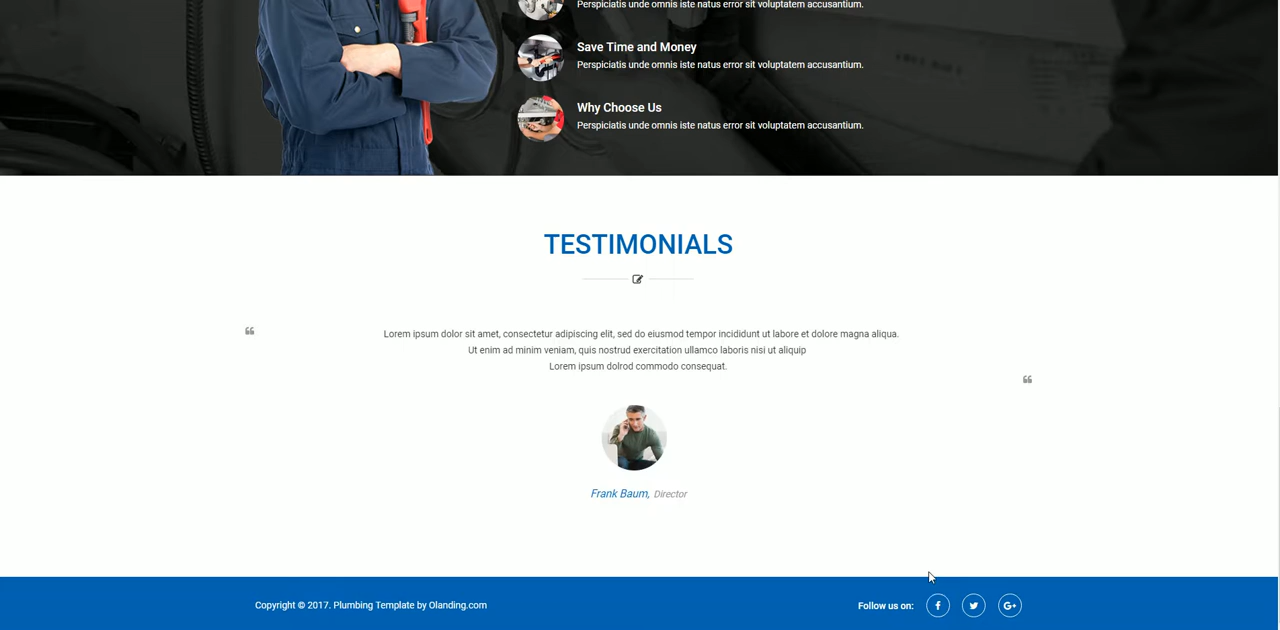 Perspiciatis unde omnis iste natus error sit voluptatem accusantium.
Save Time and Money
Perspiciatis unde omnis iste natus error sit voluptatem accusantium.
Why Choose Us
Perspiciatis unde omnis iste natus error sit voluptatem accusantium.
TESTIMONIALS
Lorem ipsum dolor sit amet, consectetur adipiscing elit, sed do eiusmod tempor incididunt ut labore et dolore magna aliqua.
Ut enim ad minim veniam, quis nostrud exercitation ullamco laboris nisi ut aliquip
Lorem ipsum dolrod commodo consequat.
Frank Baum, Director
Copyright © 2017. Plumbing Template by Olanding.com
Follow us on: